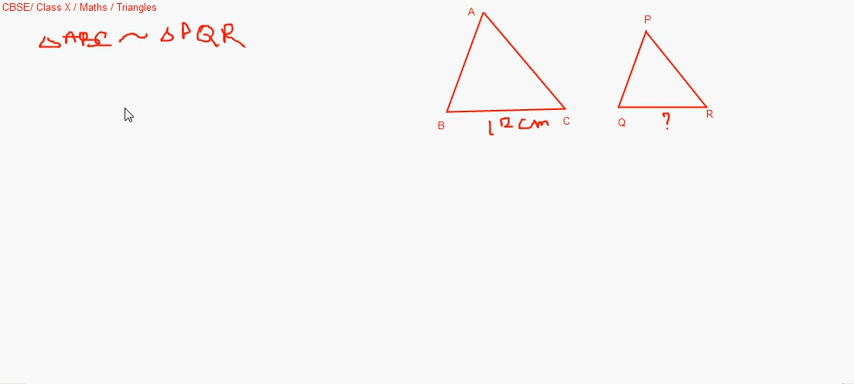 CBSE/ Class X / Maths / Triangles
△ABC ~ △PQR
A
P
B
12 cm
C
Q
?
R